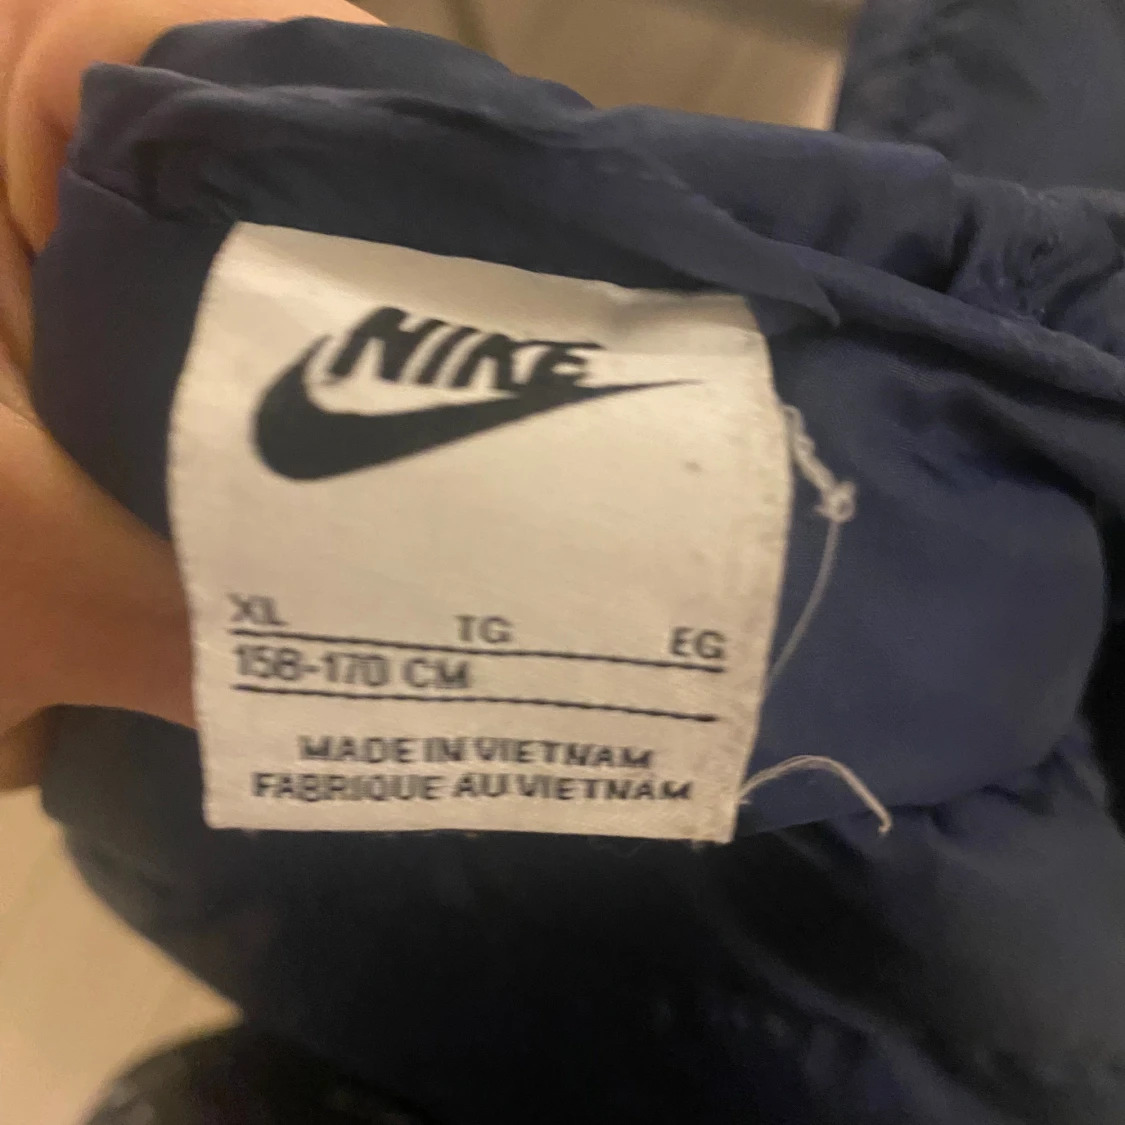 NIKE
XL TG EG
158-170 CM
MADE IN VIETNAM
FABRIQUE AU VIETNAM